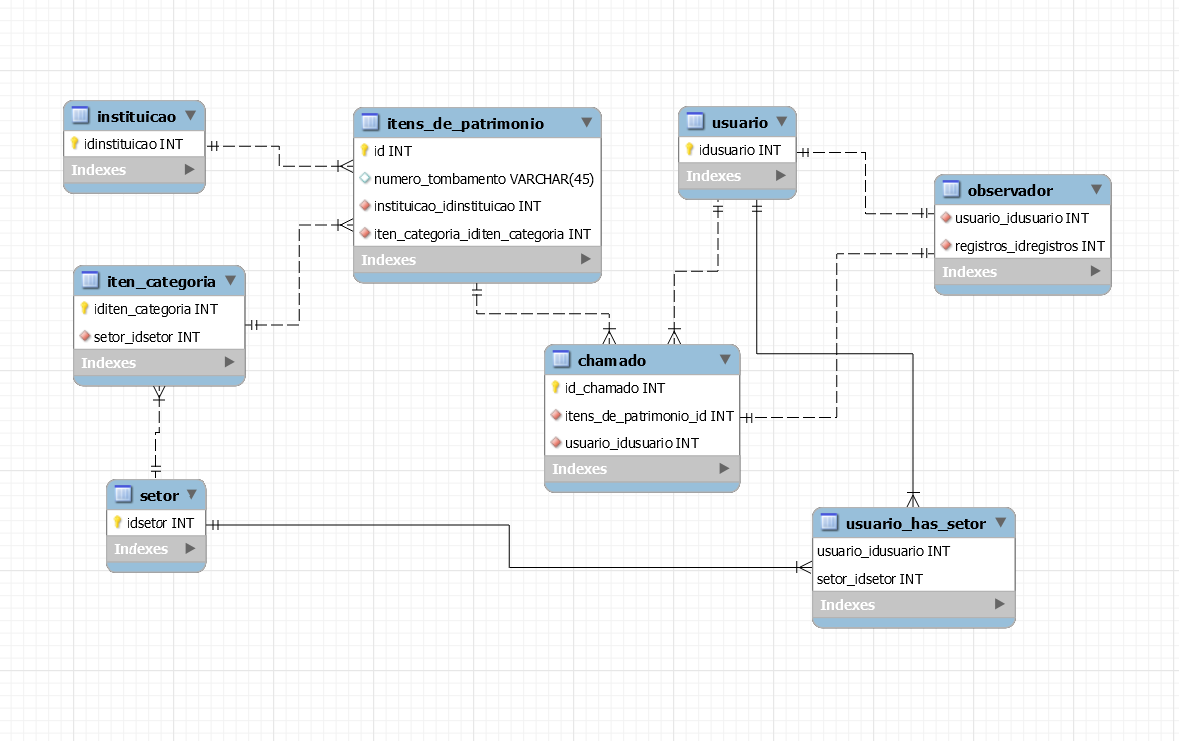 instituicao
idinstituicao INT
Indexes
itens_de_patrimonio
id INT
numero_tombamento VARCHAR(45)
instituicao_idinstituicao INT
iten_categoria_iditen_categoria INT
Indexes
usuario
idusuario INT
Indexes
observador
usuario_idusuario INT
registros_idregistros INT
Indexes
iten_categoria
iditen_categoria INT
setor_idsetor INT
Indexes
chamado
id_chamado INT
itens_de_patrimonio_id INT
usuario_idusuario INT
Indexes
setor
idsetor INT
Indexes
usuario_has_setor
usuario_idusuario INT
setor_idsetor INT
Indexes